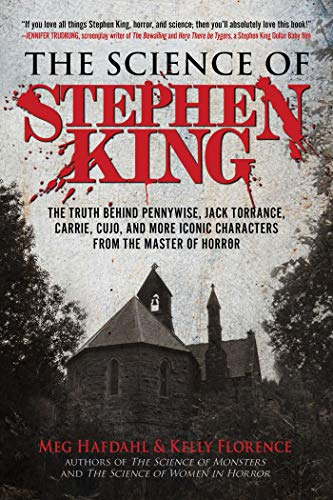 "If you love all things Stephen King, horror, and science; then you'll absolutely love this book!"
—JENNIFER TRUDRUNG, screenplay writer of The Bewailing and Here There be Tygers, a Stephen King Dollar Baby film
THE SCIENCE OF
STEPHEN
KING
THE TRUTH BEHIND PENNYWISE, JACK TORRANCE,
CARRIE, CUJO, AND MORE ICONIC CHARACTERS
FROM THE MASTER OF HORROR
MEG HAFDAHL & KELLY FLORENCE
AUTHORS OF THE SCIENCE OF MONSTERS
AND THE SCIENCE OF WOMEN IN HORROR